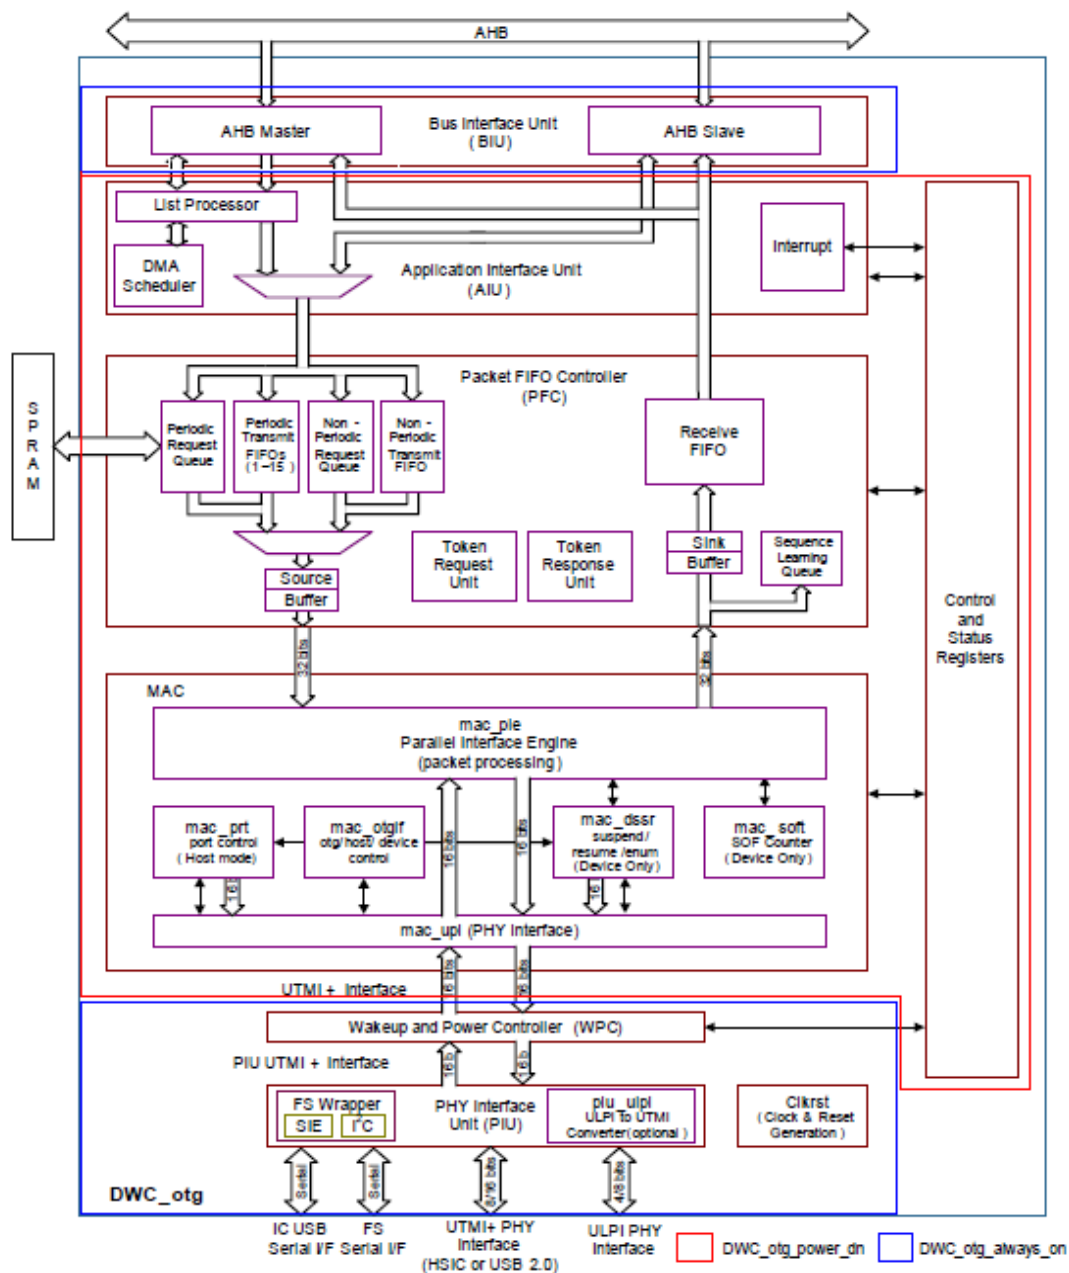 AHB
AHB Master
Bus Interface Unit
( BIU)
AHB Slave
List Processor
DMA
Scheduler
Application Interface Unit
(AIU)
Interrupt
S
P
R
A
M
Packet FIFO Controller
(PFC)
Periodic
Request
Queue
Periodic
Transmit
FIFOs
(1-15 )
Non -
Periodic
Request
Queue
Non -
Periodic
Transmit
FIFO
Receive
FIFO
Source
Buffer
Token
Request
Unit
Token
Response
Unit
Sink
Buffer
Sequence
Learning
Queue
Control
and
Status
Registers
32 bits
32 bits
MAC
mac_pie
Parallel Interface Engine
(packet processing)
mac_prt
port control
( Host mode)
mac_otgif
otg/host/ device
control
16 bits
16 bits
mac_dssr
suspend/
resume /enum
(Device Only)
mac_soft
SOF Counter
(Device Only)
16
16
mac_upi (PHY Interface)
16 bits
16 bits
UTMI + Interface
Wakeup and Power Controller (WPC)
PIU UTMI + Interface
16 b
16 b
FS Wrapper
SIE
I²C
PHY Interface
Unit (PIU)
piu_ulpi
ULPI To UTMI
Converter(optional )
Clkrst
( Clock & Reset
Generation )
Serial
Serial
8/16 bits
4/8 bits
DWC_otg
IC USB
Serial I/F
FS
Serial I/F
UTMI+ PHY
Interface
(HSIC or USB 2.0)
ULPI PHY
Interface
DWC_otg_power_dn
DWC_otg_always_on